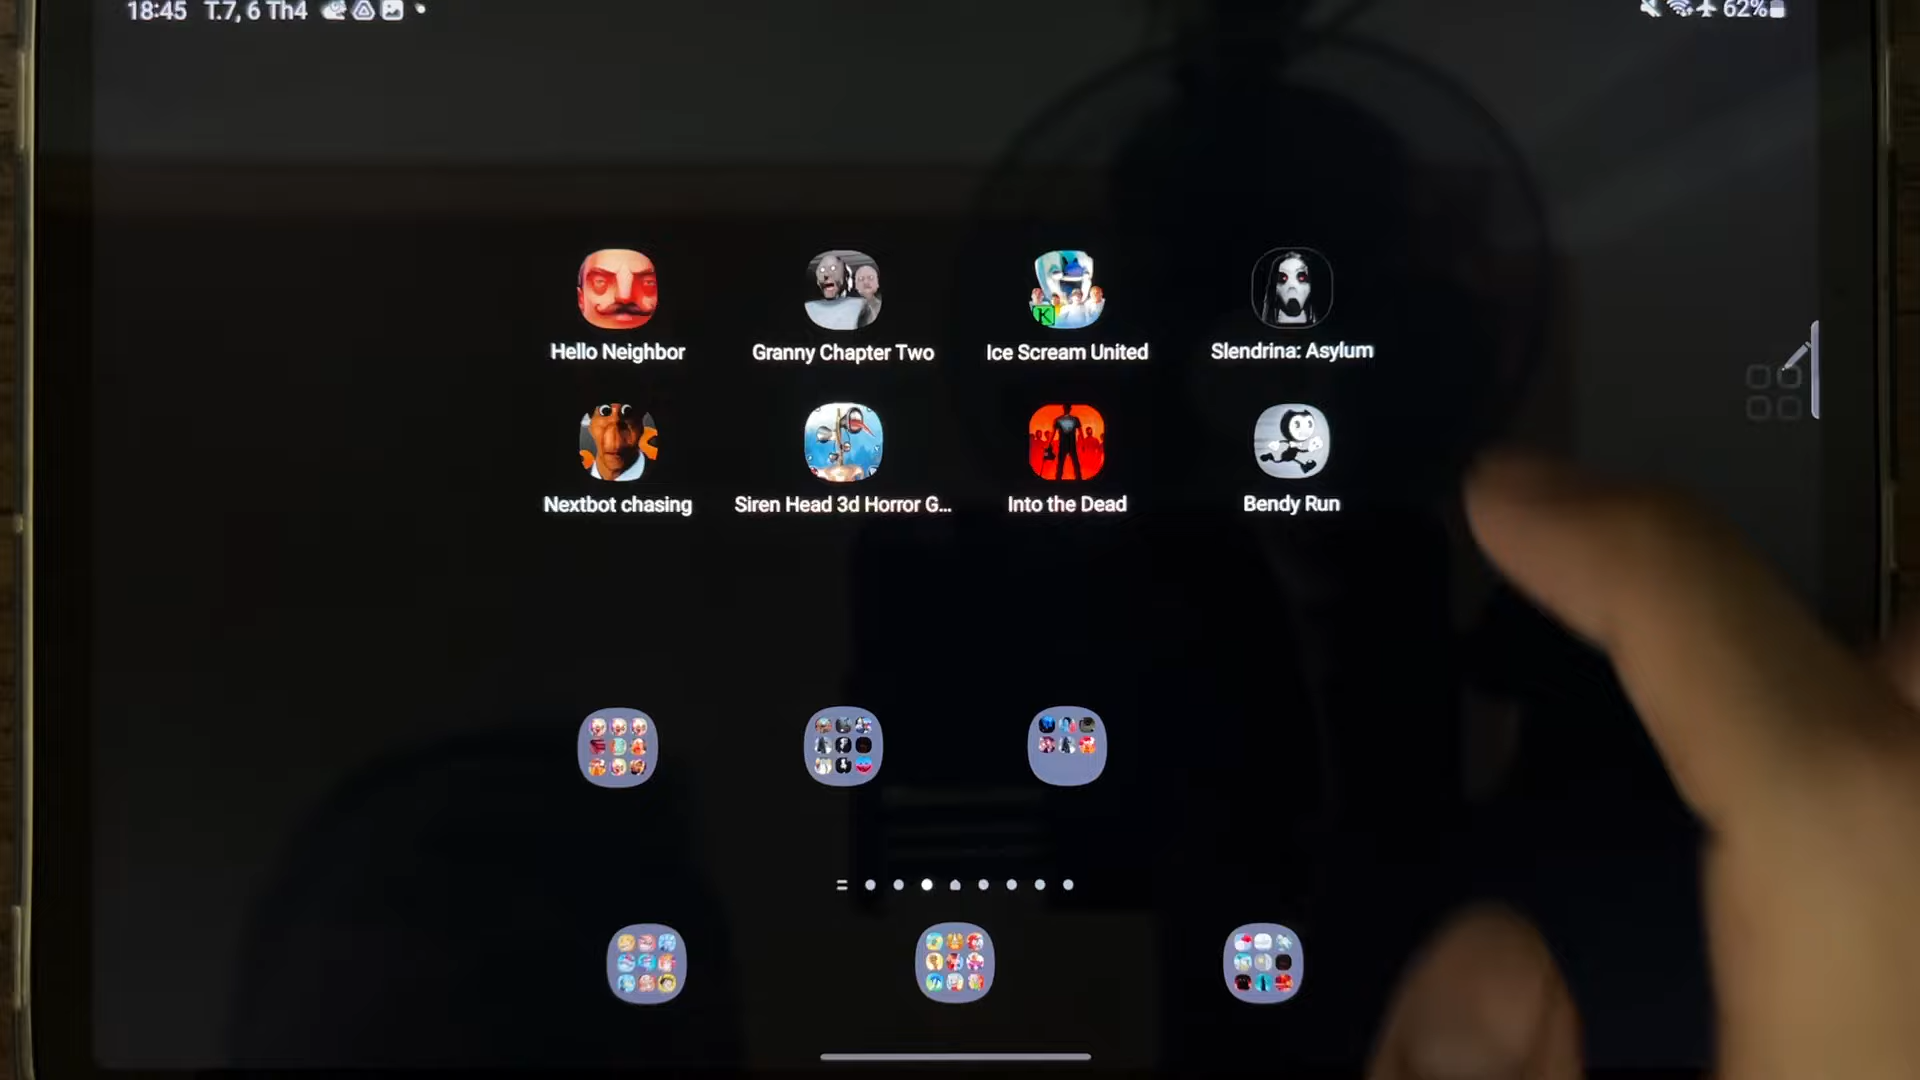 18:45 T.7, 6 Th4
62%
Hello Neighbor
Granny Chapter Two
Ice Scream United
Slendrina: Asylum
K
Nextbot chasing
Siren Head 3d Horror G...
Into the Dead
Bendy Run